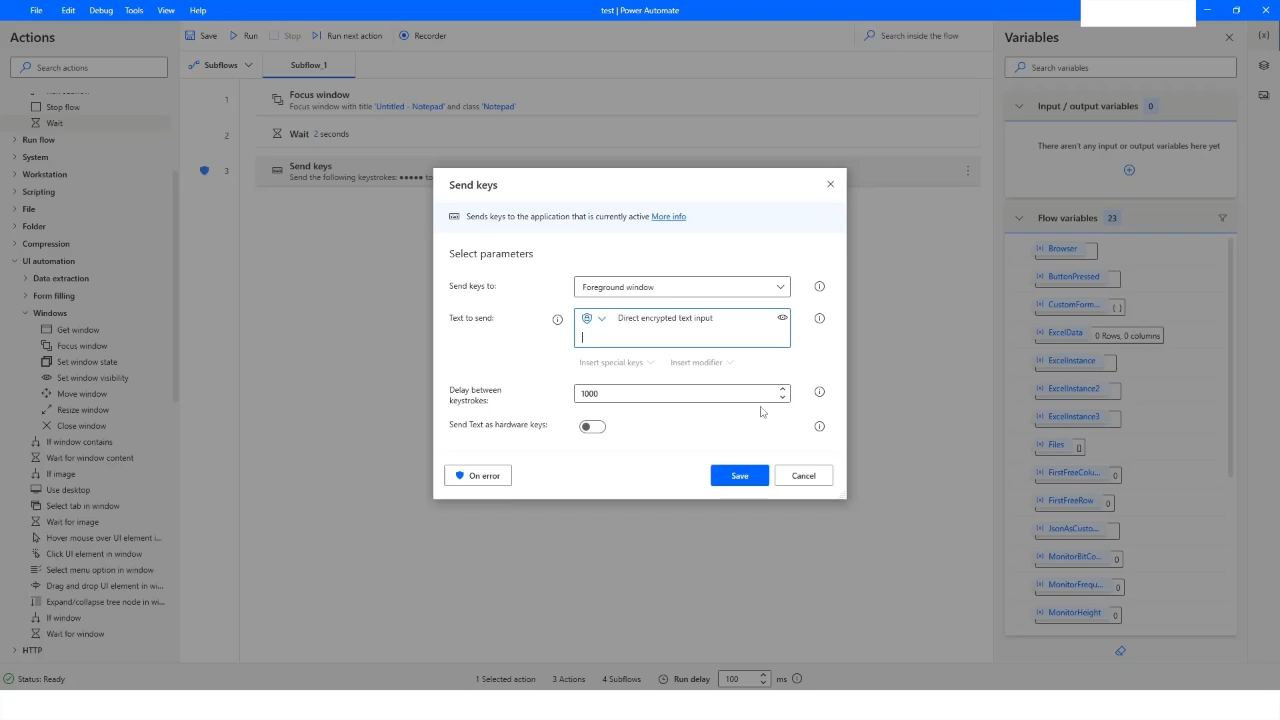 File Edit Debug Tools View Help
test | Power Automate
Actions
Search actions
Stop flow
Wait
Run flow
System
Workstation
Scripting
File
Folder
Compression
UI automation
Data extraction
Form filling
Windows
Get window
Focus window
Set window state
Set window visibility
Move window
Resize window
Close window
If window contains
Wait for window content
If image
Use desktop
Select tab in window
Wait for image
Hover mouse over UI element i...
Click UI element in window
Select menu option in window
Drag and drop UI element in wi...
Expand/collapse tree node in wi...
If window
Wait for window
HTTP
Save Run Stop Run next action Recorder
Search inside the flow
Subflows Subflow_1
1 Focus window
Focus window with title 'Untitled - Notepad' and class 'Notepad'
2 Wait 2 seconds
3 Send keys
Send the following keystrokes: ●●●●● to
Send keys
Sends keys to the application that is currently active More info
Select parameters
Send keys to: Foreground window
Text to send: Direct encrypted text input
Insert special keys Insert modifier
Delay between
keystrokes: 1000
Send Text as hardware keys:
On error Save Cancel
Variables
{x}
Search variables
Input / output variables 0
There aren't any input or output variables here yet
Flow variables 23
Browser
ButtonPressed
CustomForm... { }
ExcelData 0 Rows, 0 columns
ExcelInstance
ExcelInstance2
ExcelInstance3
Files []
FirstFreeColu... 0
FirstFreeRow 0
JsonAsCusto...
MonitorBitCo... 0
MonitorFrequ... 0
MonitorHeight 0
Status: Ready
1 Selected action 3 Actions 4 Subflows Run delay 100 ms